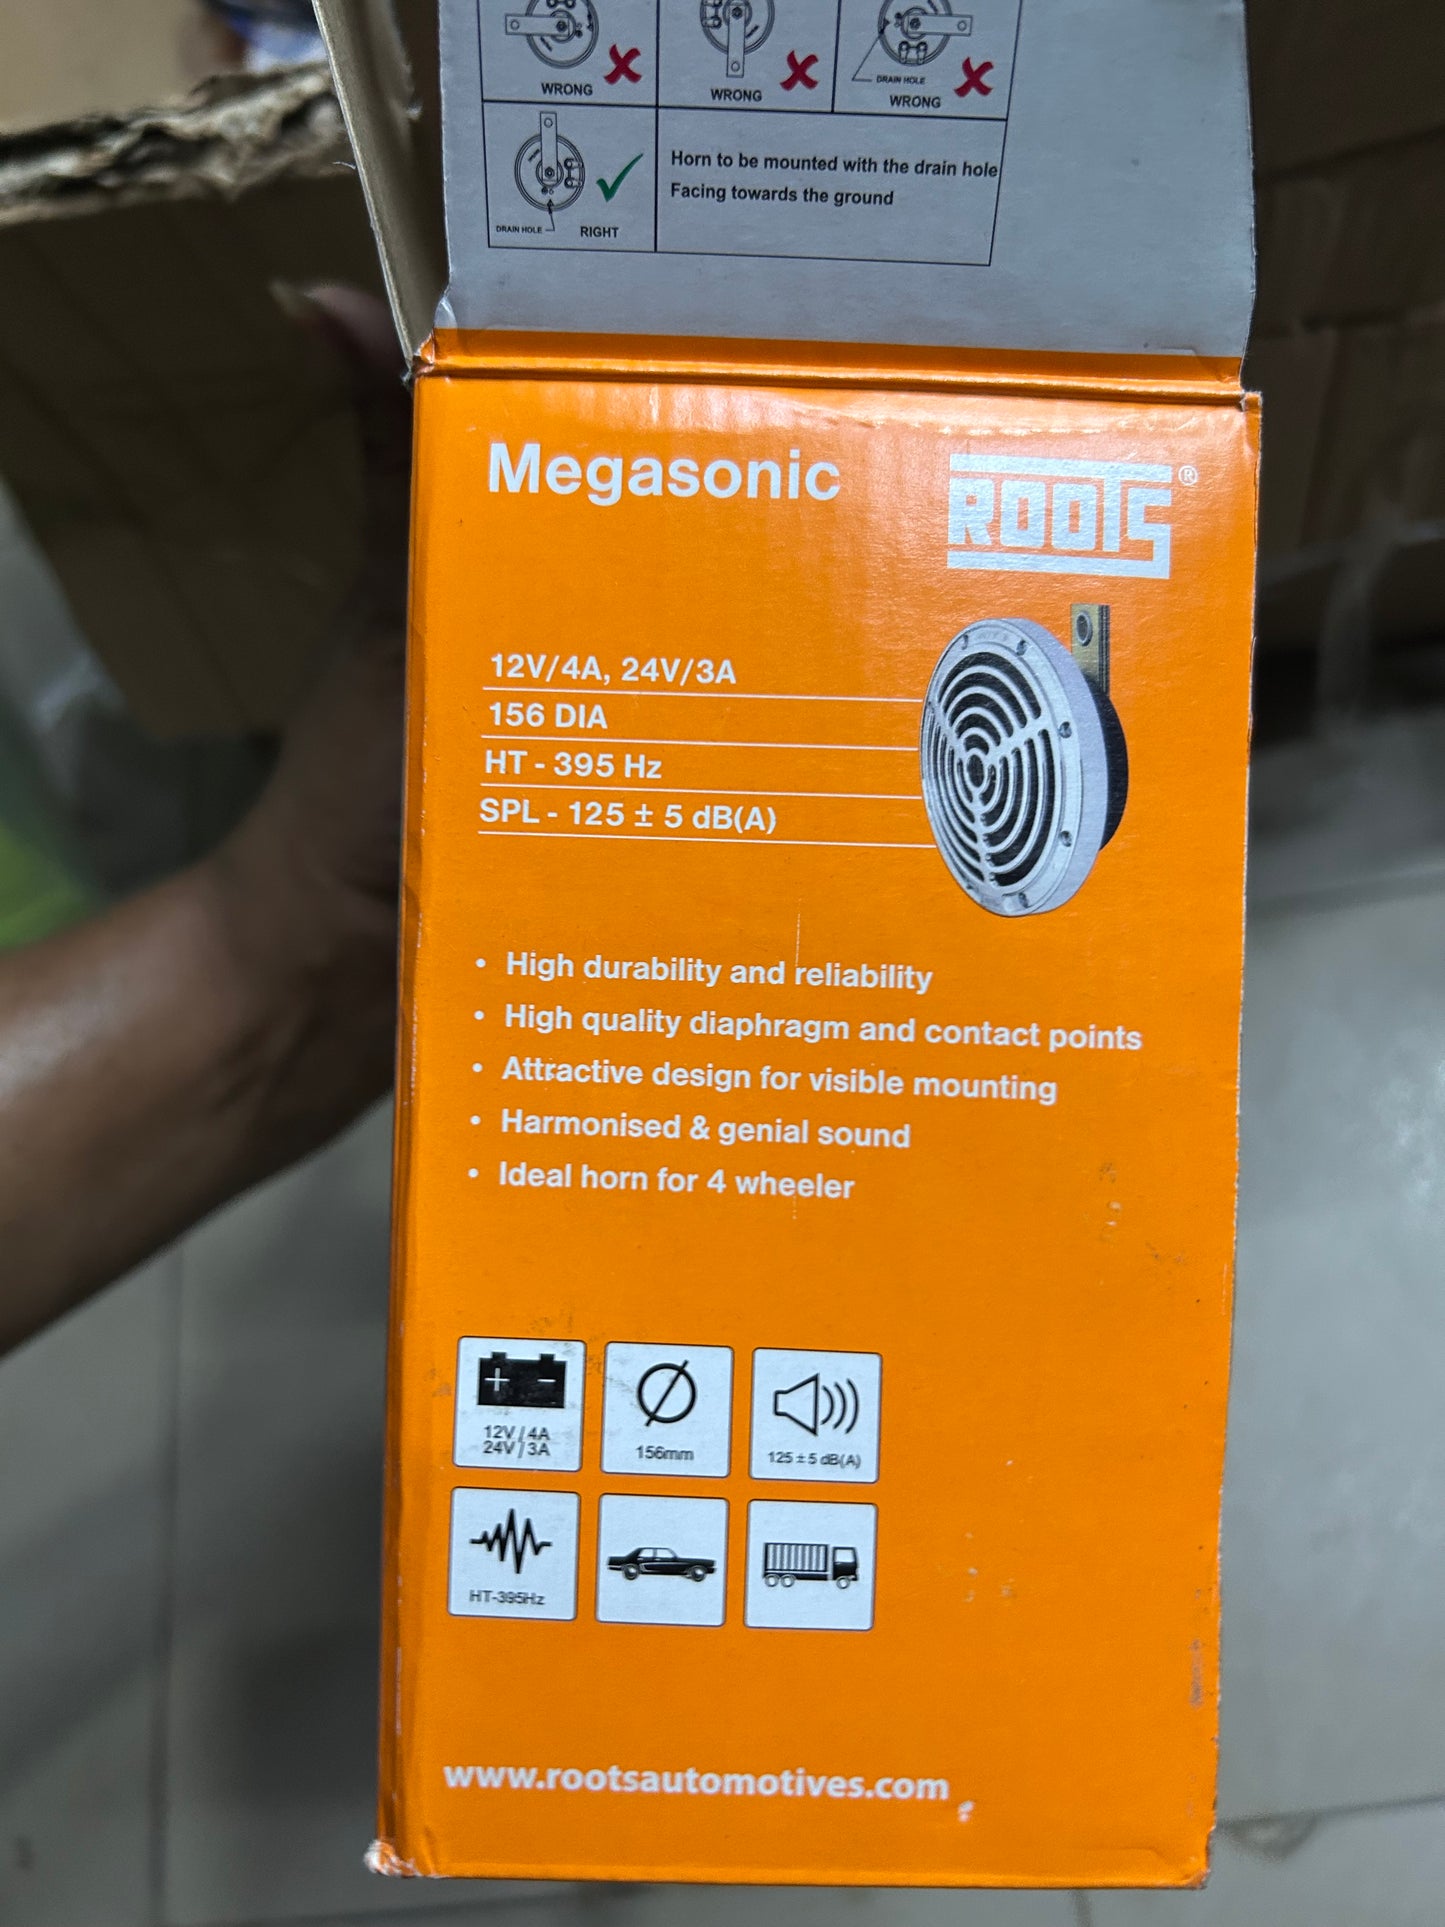 WRONG
WRONG
DRAIN HOLE
WRONG
DRAIN HOLE
RIGHT
Horn to be mounted with the drain hole
Facing towards the ground
Megasonic
ROOTS®
12V/4A, 24V/3A
156 DIA
HT - 395 Hz
SPL - 125 ± 5 dB(A)
• High durability and reliability
• High quality diaphragm and contact points
• Attractive design for visible mounting
• Harmonised & genial sound
• Ideal horn for 4 wheeler
12V / 4A
24V / 3A
156mm
125 ± 5 dB(A)
HT-395Hz
www.rootsautomotives.com